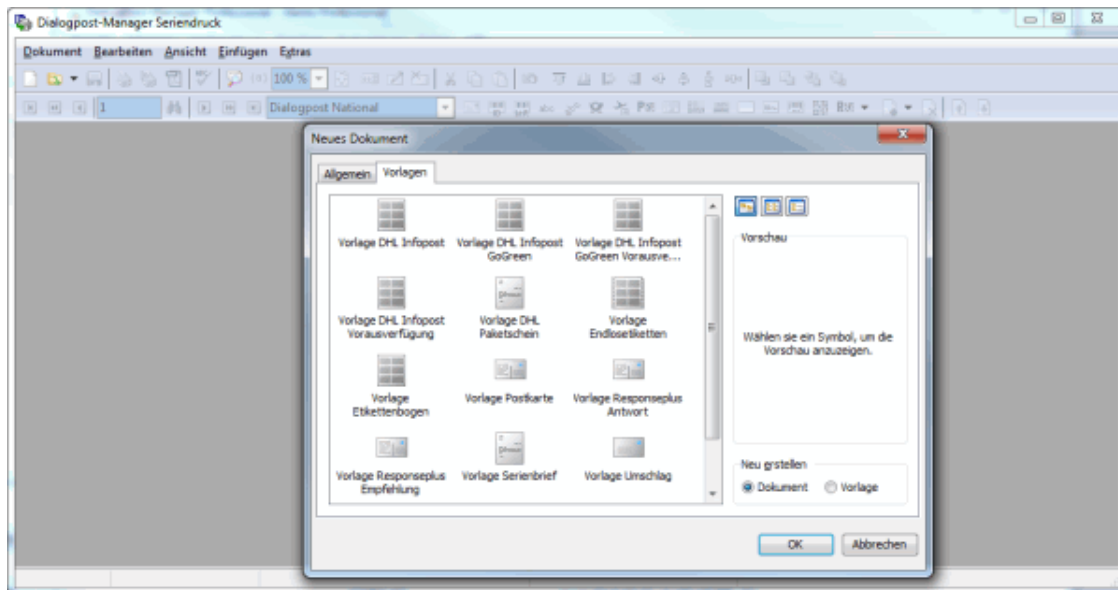 Dialogpost-Manager Seriendruck
Dokument Bearbeiten Ansicht Einfügen Extras
100 %
1
Dialogpost National
Neues Dokument
Allgemein Vorlagen
Vorlage DHL Infopost Vorlage DHL Infopost Vorlage DHL Infopost
GoGreen GoGreen Vorausve...
Vorlage DHL Infopost Vorlage DHL Vorlage
Vorausverfügung Paketschein Endlosetiketten
Vorlage Vorlage Postkarte Vorlage Responseplus
Etikettenbogen Antwort
Vorlage Responseplus Vorlage Serienbrief Vorlage Umschlag
Empfehlung
Vorschau
Wählen sie ein Symbol, um die
Vorschau anzuzeigen.
Neu erstellen
Dokument Vorlage
OK Abbrechen